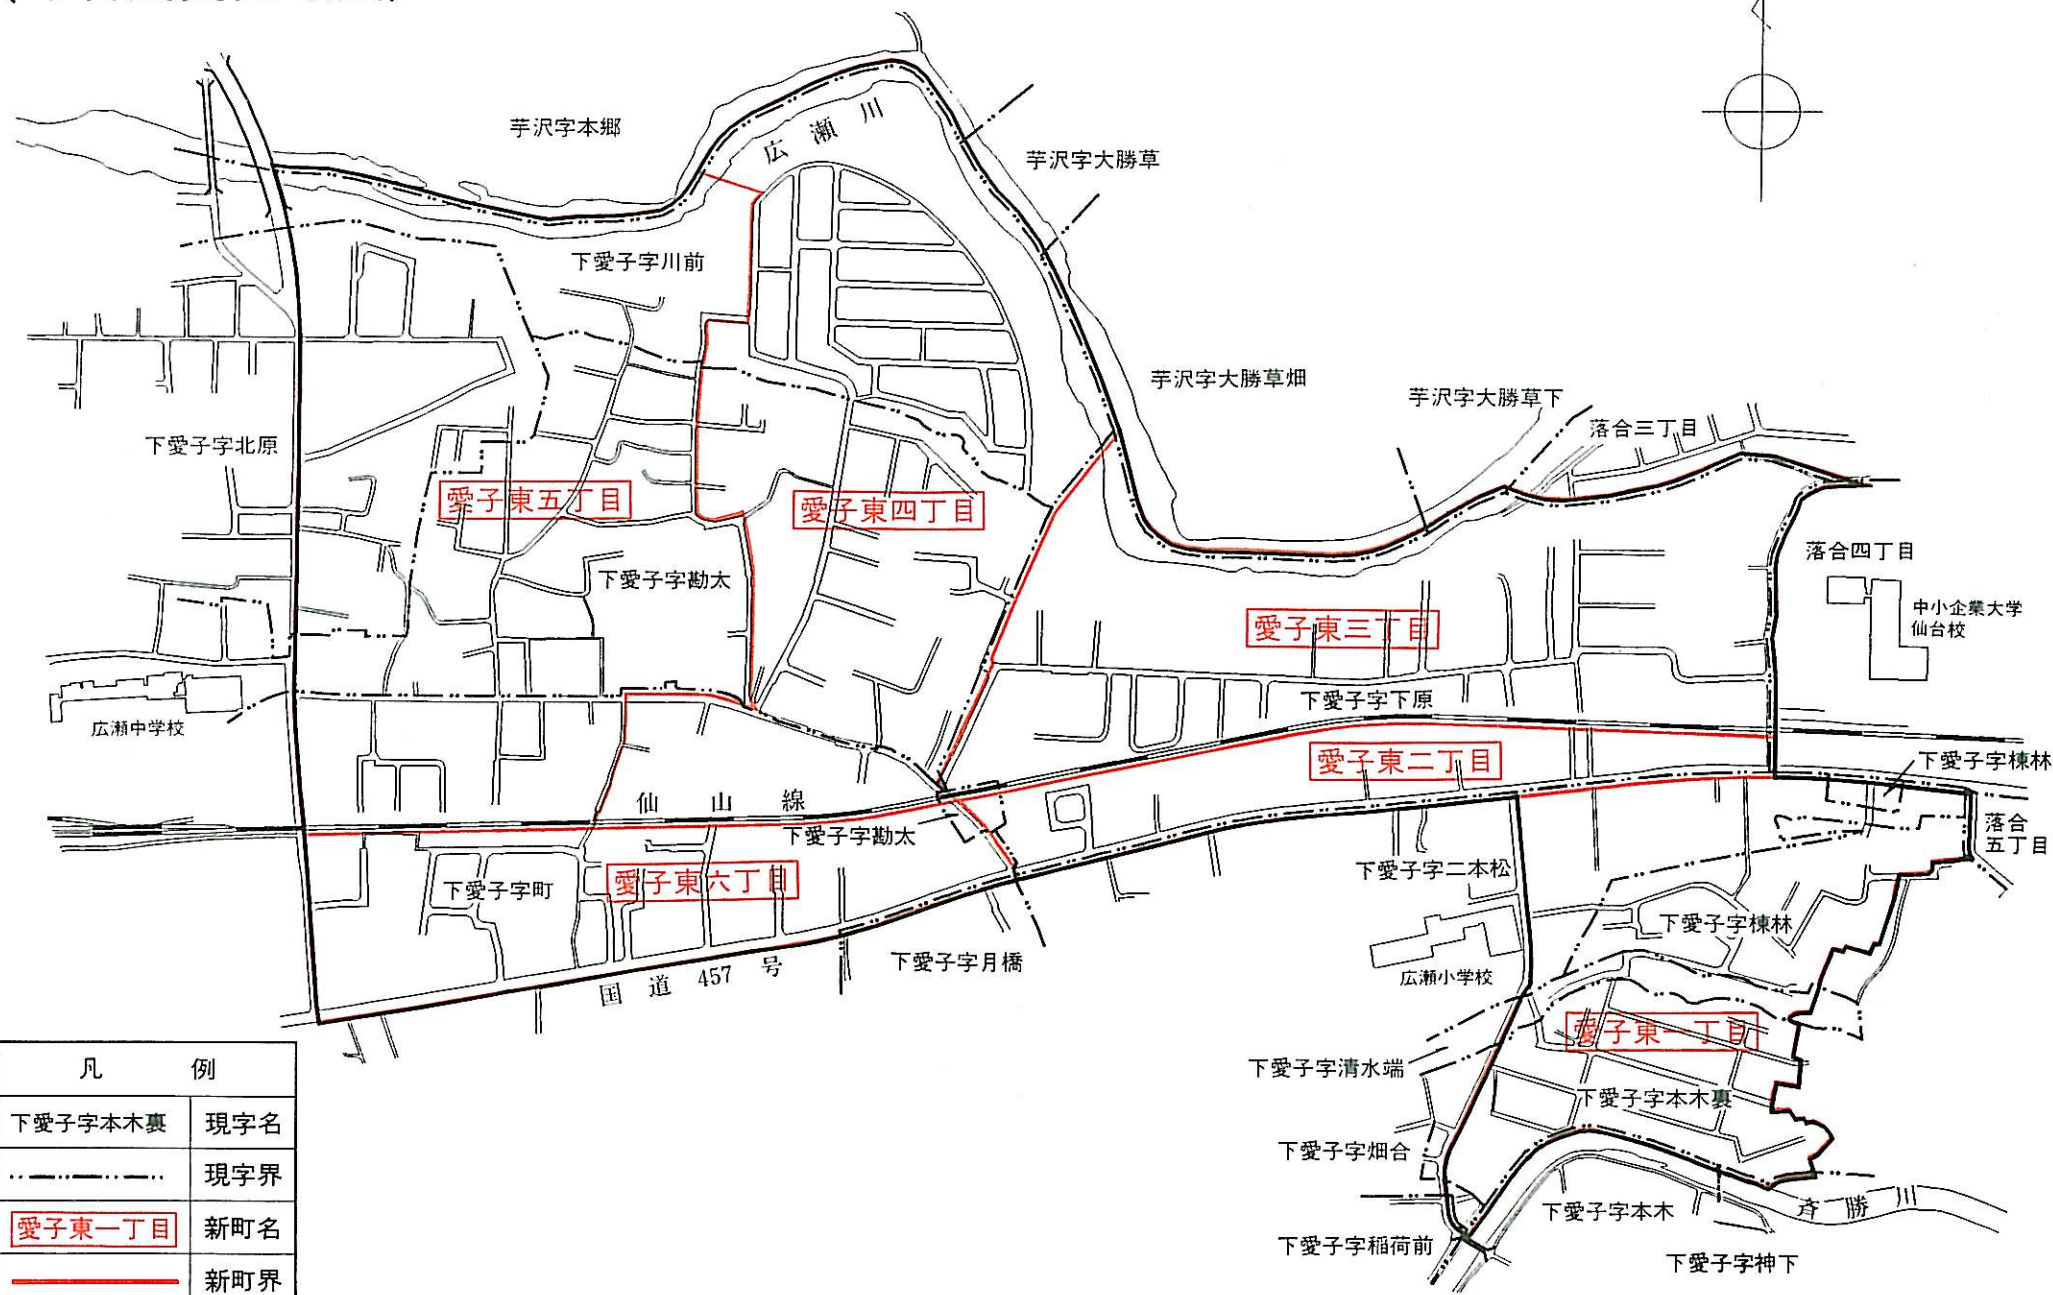 芋沢字本郷
広瀬川
芋沢字大勝草
下愛子字川前
芋沢字大勝草畑
芋沢字大勝草下
落合三丁目
下愛子字北原
愛子東五丁目
愛子東四丁目
落合四丁目
下愛子字勘太
中小企業大学
仙台校
愛子東三丁目
下愛子字下原
広瀬中学校
愛子東二丁目
下愛子字棟林
仙山線
下愛子字勘太
落合
五丁目
下愛子字二本松
下愛子字町
愛子東六丁目
下愛子字棟林
下愛子字月橋
国道457号
広瀬小学校
愛子東一丁目
下愛子字清水端
下愛子字本木裏
下愛子字畑合
斉勝川
下愛子字本木
下愛子字稲荷前
下愛子字神下
凡例
下愛子字本木裏 現字名
現字界
愛子東一丁目 新町名
新町界